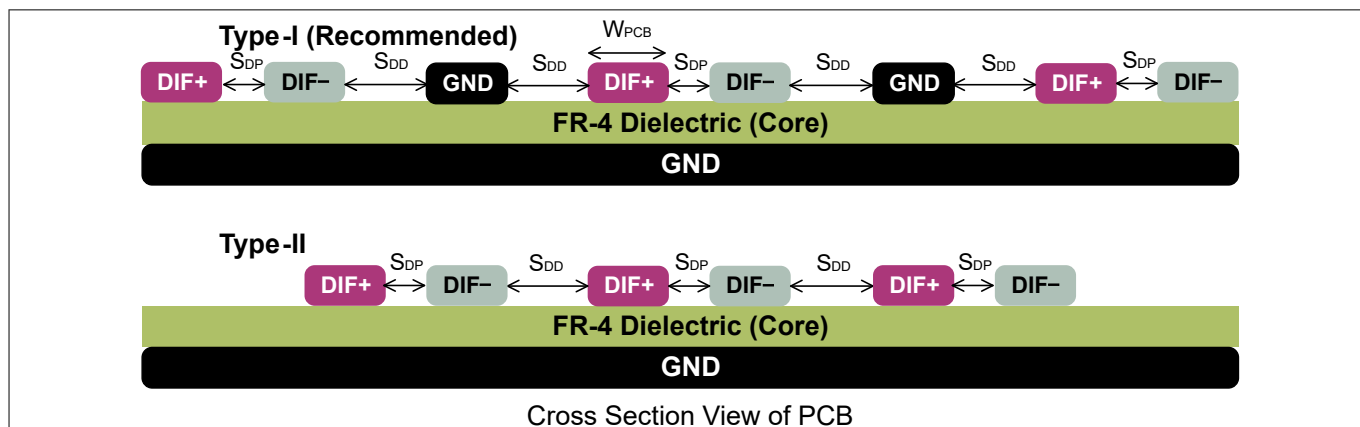 Type-I (Recommended)
WPCB
SDP SDD SDD SDP SDD SDD SDP
DIF+ DIF− GND DIF+ DIF− GND DIF+ DIF−
FR-4 Dielectric (Core)
GND
Type-II
SDP SDD SDP SDD SDP
DIF+ DIF− DIF+ DIF− DIF+ DIF−
FR-4 Dielectric (Core)
GND
Cross Section View of PCB